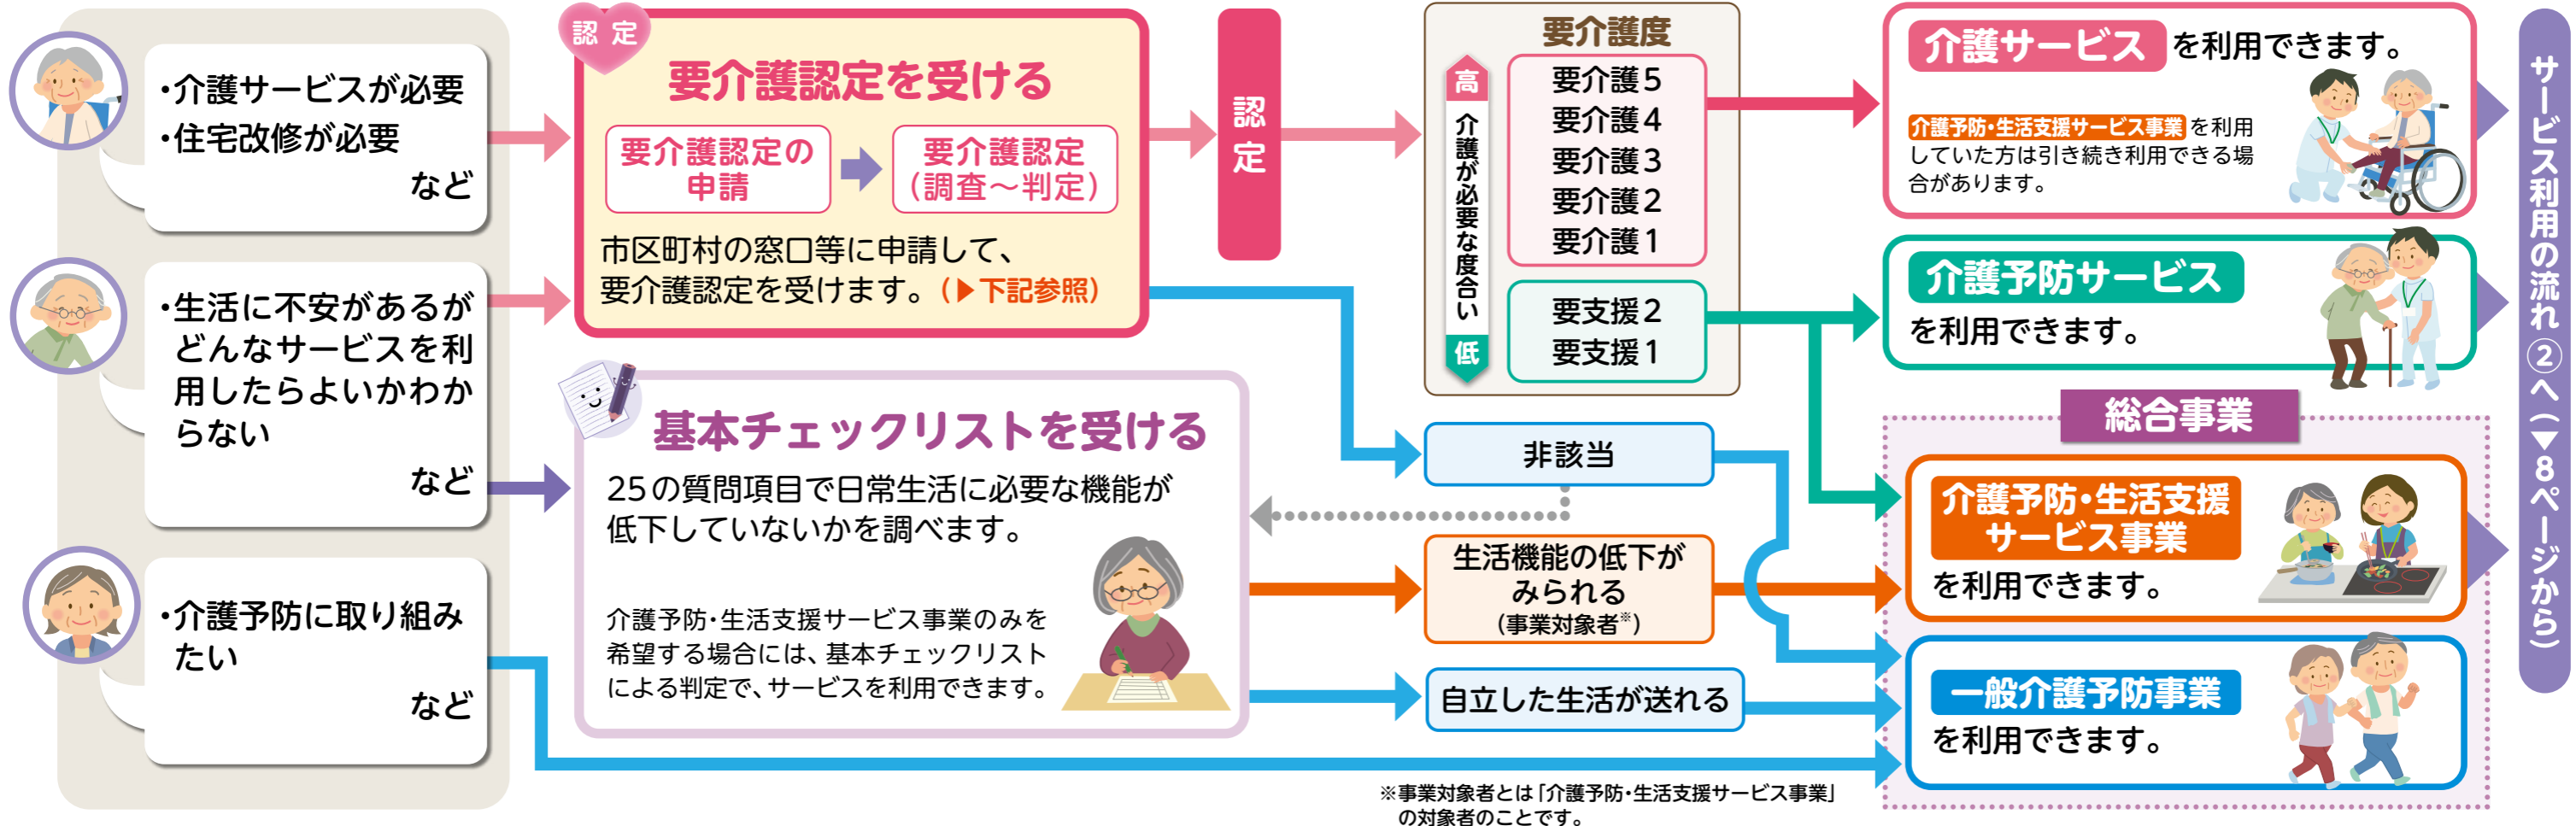 ・介護サービスが必要
・住宅改修が必要
など
・生活に不安があるが
どんなサービスを利
用したらよいかわか
らない
など
・介護予防に取り組み
たい
など
認 定
要介護認定を受ける
要介護認定の
申請
要介護認定
（調査～判定）
市区町村の窓口等に申請して、
要介護認定を受けます。（▶下記参照）
基本チェックリストを受ける
25の質問項目で日常生活に必要な機能が
低下していないかを調べます。
介護予防・生活支援サービス事業のみを
希望する場合には、基本チェックリスト
による判定で、サービスを利用できます。
認定
要介護度
高
介護が必要な度合い
低
要介護5
要介護4
要介護3
要介護2
要介護1
要支援2
要支援1
非該当
生活機能の低下が
みられる
（事業対象者※）
自立した生活が送れる
※事業対象者とは「介護予防・生活支援サービス事業」
の対象者のことです。
介護サービス を利用できます。
介護予防・生活支援サービス事業 を利用
していた方は引き続き利用できる場
合があります。
介護予防サービス
を利用できます。
総合事業
介護予防・生活支援
サービス事業
を利用できます。
一般介護予防事業
を利用できます。
サービス利用の流れ②へ（▼8ページから）